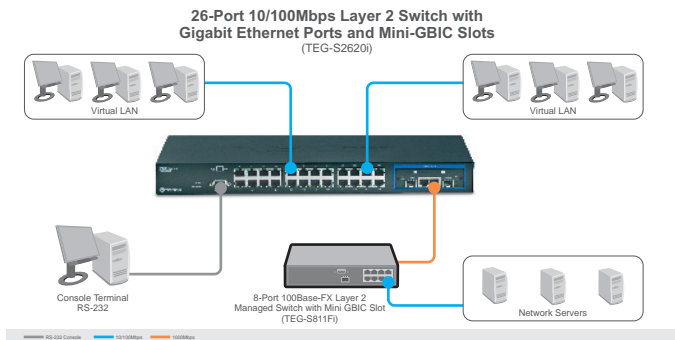 26-Port 10/100Mbps Layer 2 Switch with
Gigabit Ethernet Ports and Mini-GBIC Slots
(TEG-S2620i)
Virtual LAN
Virtual LAN
Console Terminal
RS-232
8-Port 100Base-FX Layer 2
Managed Switch with Mini GBIC Slot
(TEG-S811Fi)
Network Servers
RS-232 Console
10/100Mbps
1000Mbps